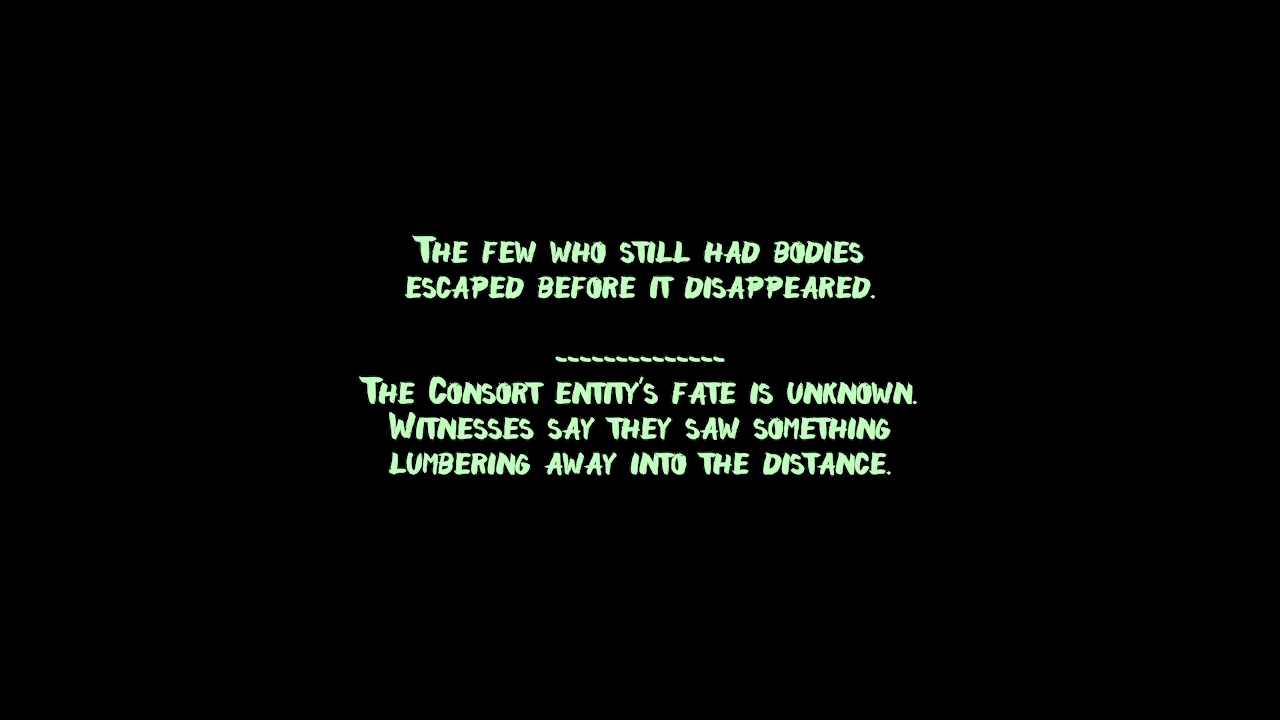 The few who still had bodies
escaped before it disappeared.
--------------
The Consort entity's fate is unknown.
Witnesses say they saw something
lumbering away into the distance.